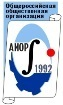 Общероссийская
общественная
организация
АНОР
1992